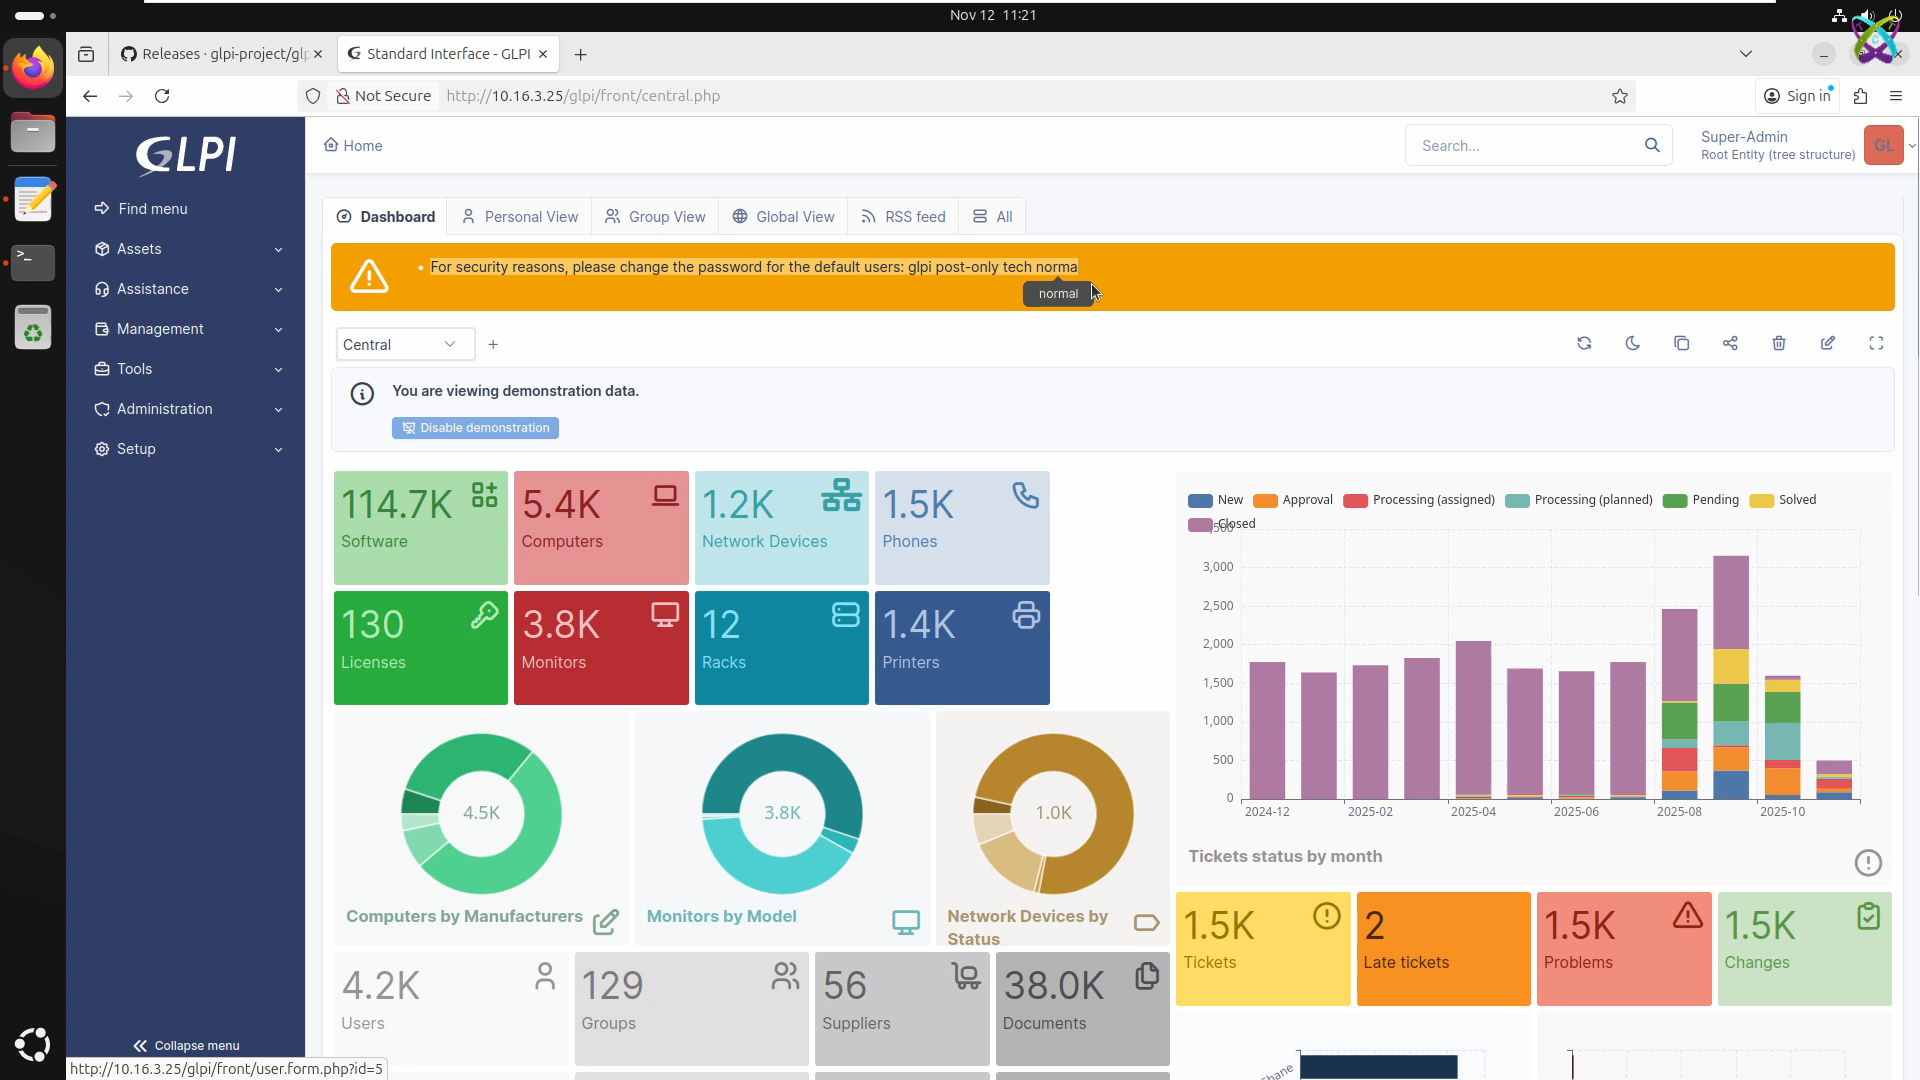 Nov 12 11:21
Releases · glpi-project/glp
Standard Interface - GLPI
Not Secure
http://10.16.3.25/glpi/front/central.php
Sign in
GLPI
Home
Search...
Super-Admin
Root Entity (tree structure)
GL
Find menu
Assets
Assistance
Management
Tools
Administration
Setup
Dashboard
Personal View
Group View
Global View
RSS feed
All
For security reasons, please change the password for the default users: glpi post-only tech norma
normal
Central
You are viewing demonstration data.
Disable demonstration
114.7K
Software
5.4K
Computers
1.2K
Network Devices
1.5K
Phones
130
Licenses
3.8K
Monitors
12
Racks
1.4K
Printers
New Approval Processing (assigned) Processing (planned) Pending Solved
Closed
3,000
2,500
2,000
1,500
1,000
500
0
2024-12 2025-02 2025-04 2025-06 2025-08 2025-10
Tickets status by month
4.5K
Computers by Manufacturers
3.8K
Monitors by Model
1.0K
Network Devices by
Status
1.5K
Tickets
2
Late tickets
1.5K
Problems
1.5K
Changes
4.2K
Users
129
Groups
56
Suppliers
38.0K
Documents
Collapse menu
http://10.16.3.25/glpi/front/user.form.php?id=5